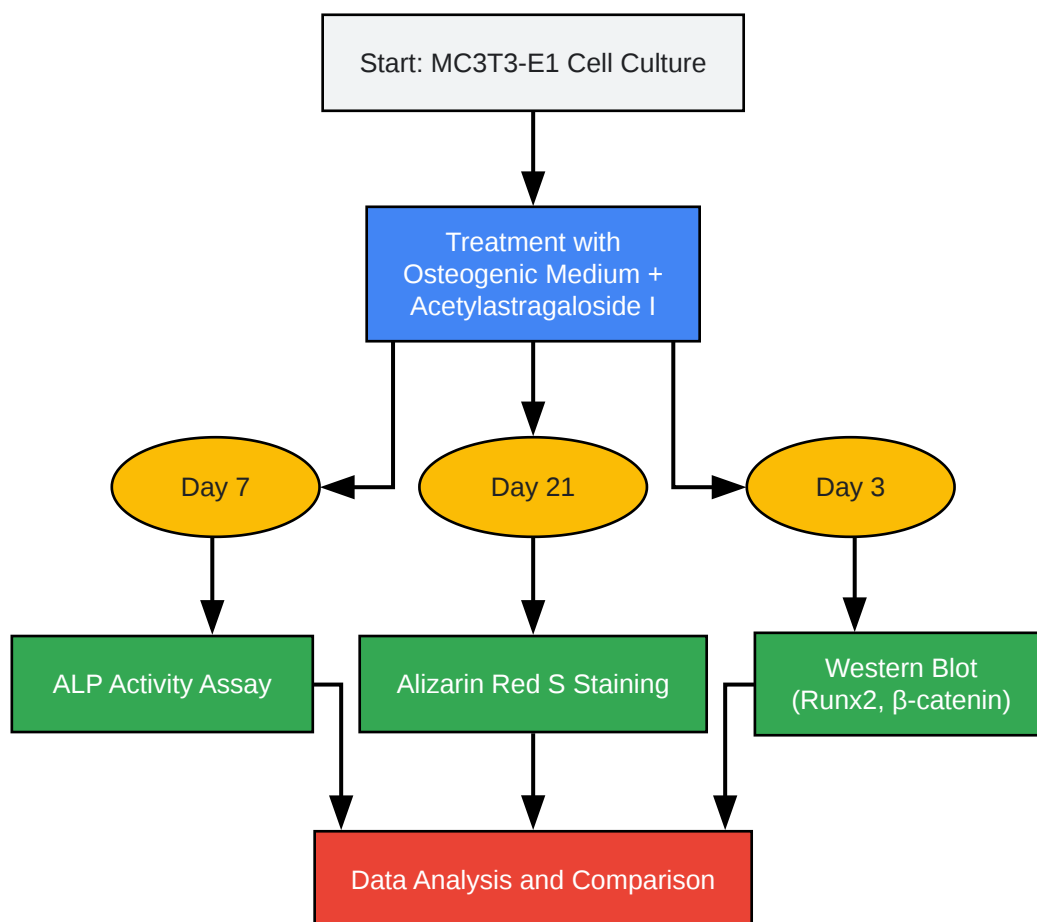 Start: MC3T3-E1 Cell Culture
Treatment with
Osteogenic Medium +
Acetylastragaloside I
Day 7
Day 21
Day 3
ALP Activity Assay
Alizarin Red S Staining
Western Blot
(Runx2, β-catenin)
Data Analysis and Comparison